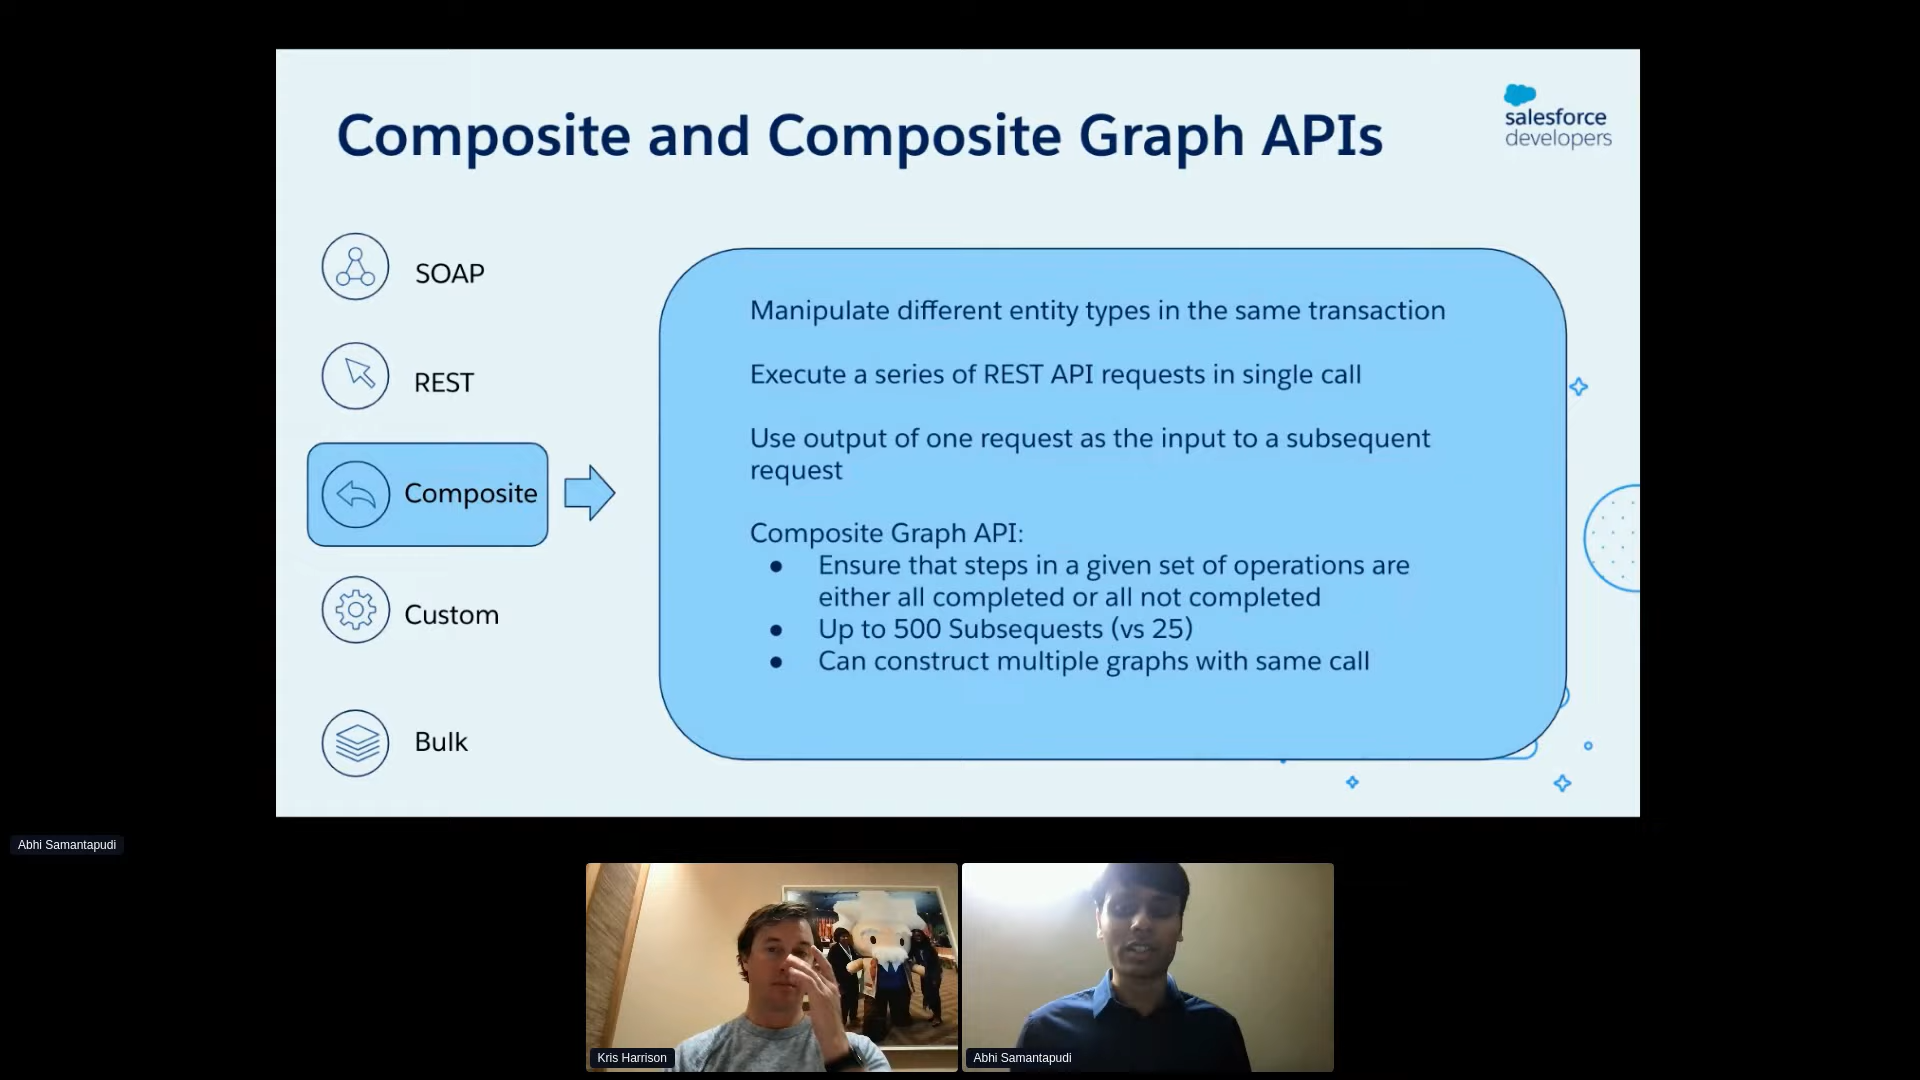 Composite and Composite Graph APIs
salesforce
developers
SOAP
REST
Composite
Custom
Bulk
Manipulate different entity types in the same transaction
Execute a series of REST API requests in single call
Use output of one request as the input to a subsequent
request
Composite Graph API:
● Ensure that steps in a given set of operations are
either all completed or all not completed
● Up to 500 Subsequests (vs 25)
● Can construct multiple graphs with same call
Abhi Samantapudi
Kris Harrison
Abhi Samantapudi